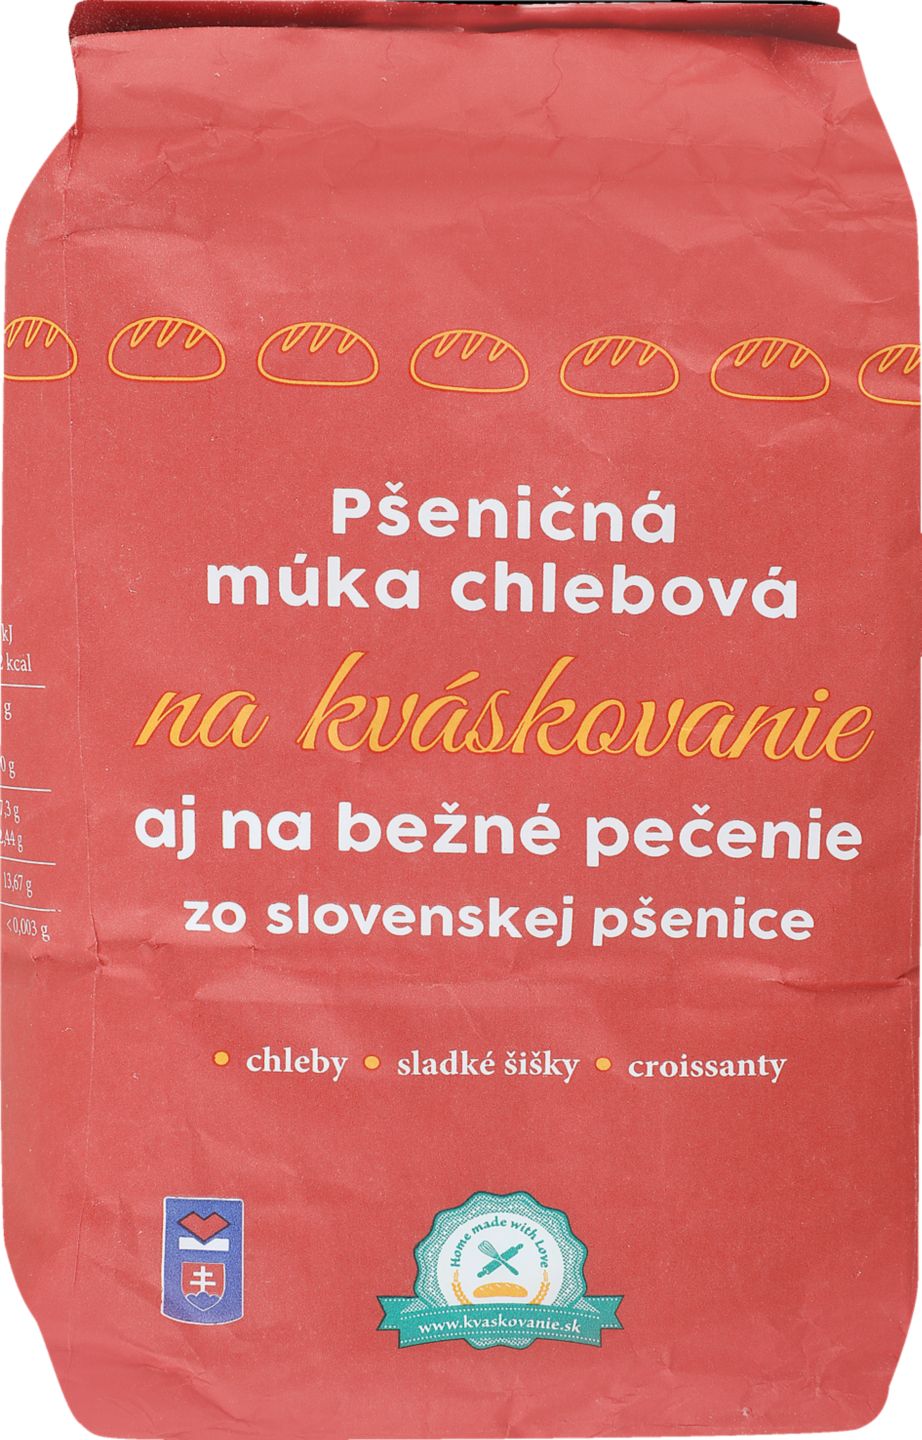 Pšeničná
múka chlebová
na kváskovanie
aj na bežné pečenie
zo slovenskej pšenice
• chleby • sladké šišky • croissanty
Home made with Love
www.kvaskovanie.sk
kJ
kcal
g
g
g
g
13,67 g
<0,003 g